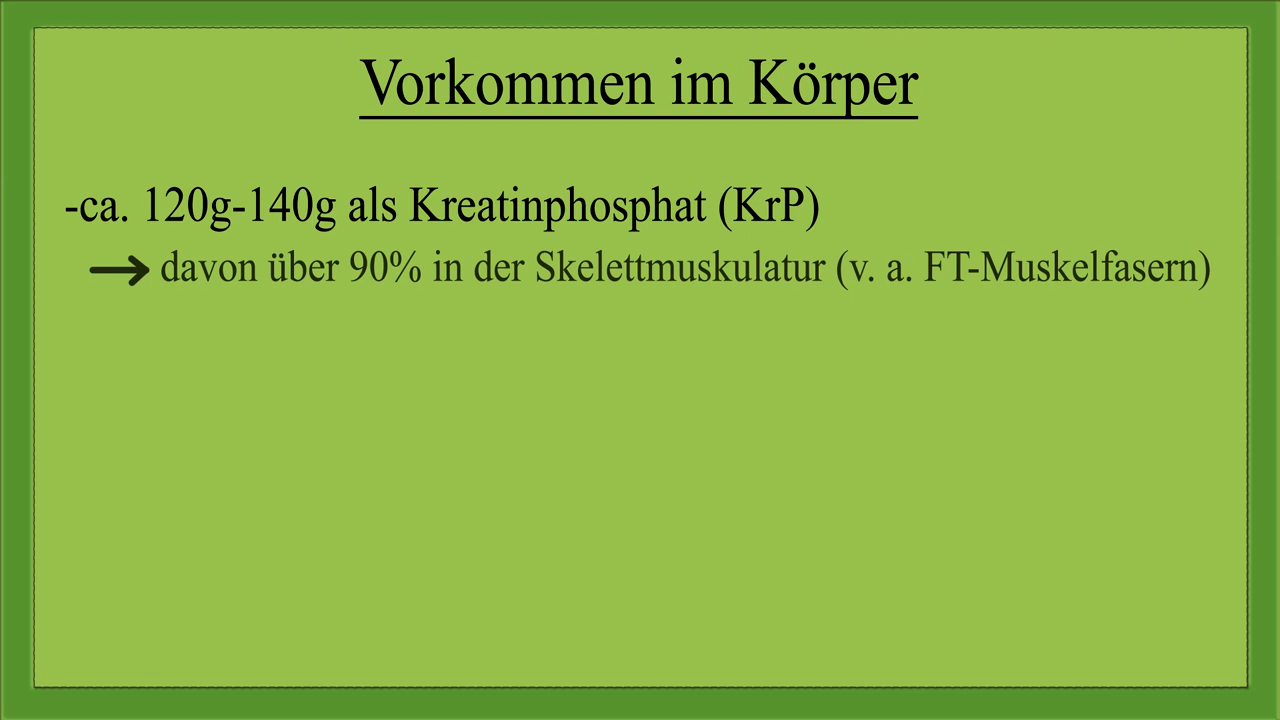 Vorkommen im Körper
-ca. 120g-140g als Kreatinphosphat (KrP)
→ davon über 90% in der Skelettmuskulatur (v. a. FT-Muskelfasern)